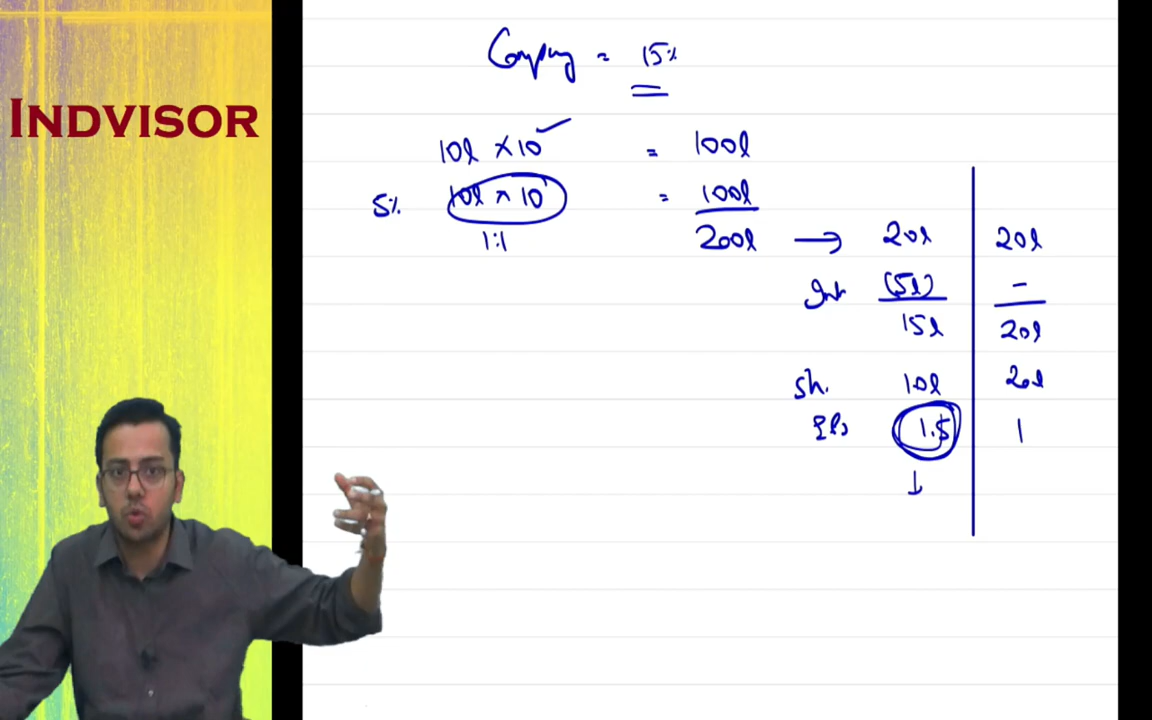 INDVISOR
Company = 15%
10l × 10 ✓ = 100l
5% 10l × 10 = 100l
1:1 200l → 20l 20l
Int (5l) -
15l 20l
Sh. 10l 20l
EPS 1.5 1
↓